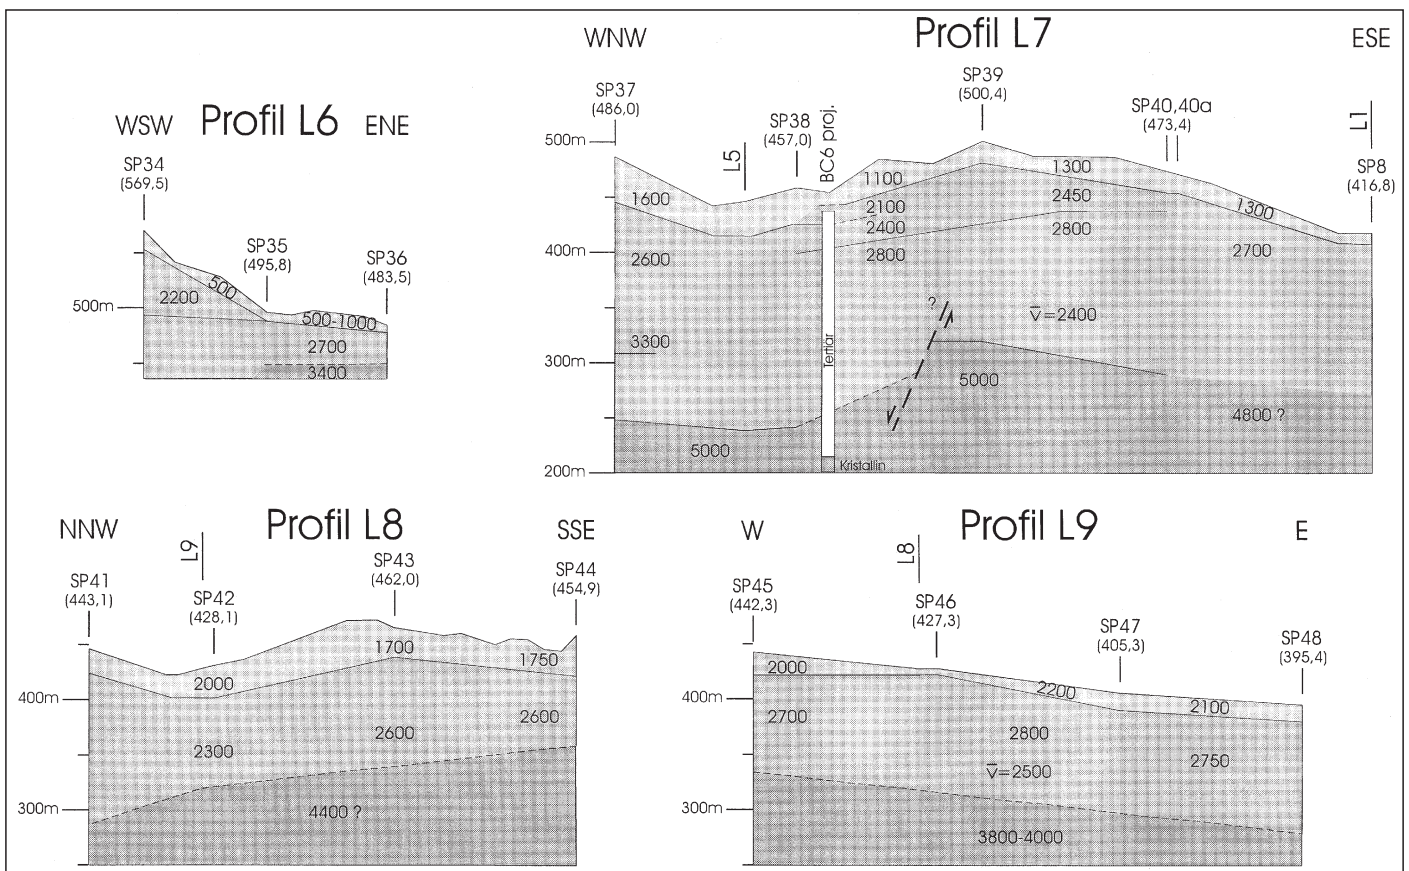 WSW Profil L6 ENE
SP34
(569,5)
SP35
(495,8)
SP36
(483,5)
500m
2200
500
500-1000
2700
3400
Profil L7
WNW ESE
SP37
(486,0)
L5
SP38
(457,0)
BC6 proj.
SP39
(500,4)
SP40,40a
(473,4)
L1
SP8
(416,8)
500m
400m
300m
200m
1600
2600
3300
5000
1100
2100
2400
2800
1300
2450
2800
1300
2700
?
v=2400
Tertiär
5000
4800 ?
Kristallin
NNW Profil L8 SSE
SP41
(443,1)
L9
SP42
(428,1)
SP43
(462,0)
SP44
(454,9)
400m
300m
2000
1700
1750
2300
2600
2600
4400 ?
W Profil L9 E
SP45
(442,3)
L8
SP46
(427,3)
SP47
(405,3)
SP48
(395,4)
400m
300m
2000
2200
2100
2700
2800
2750
v=2500
3800-4000